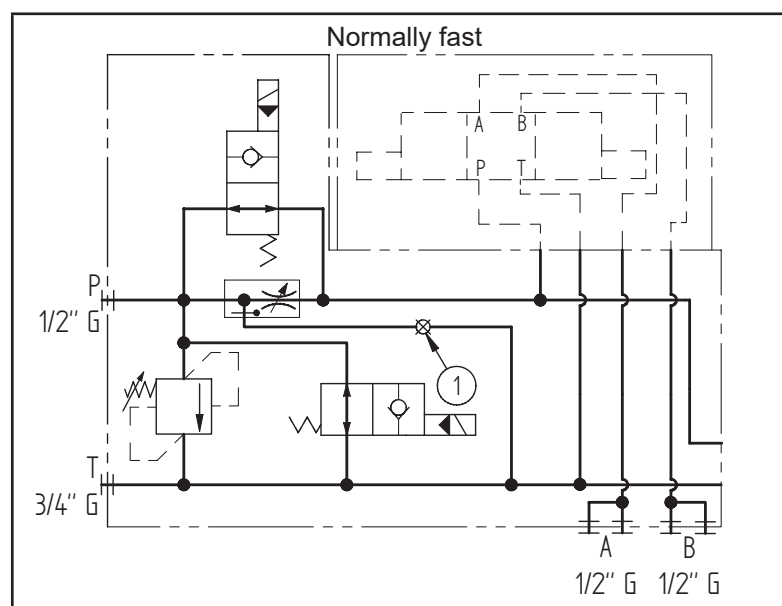 Normally fast
A B
P T
P
1/2" G
1
T
3/4" G
A B
1/2" G 1/2" G